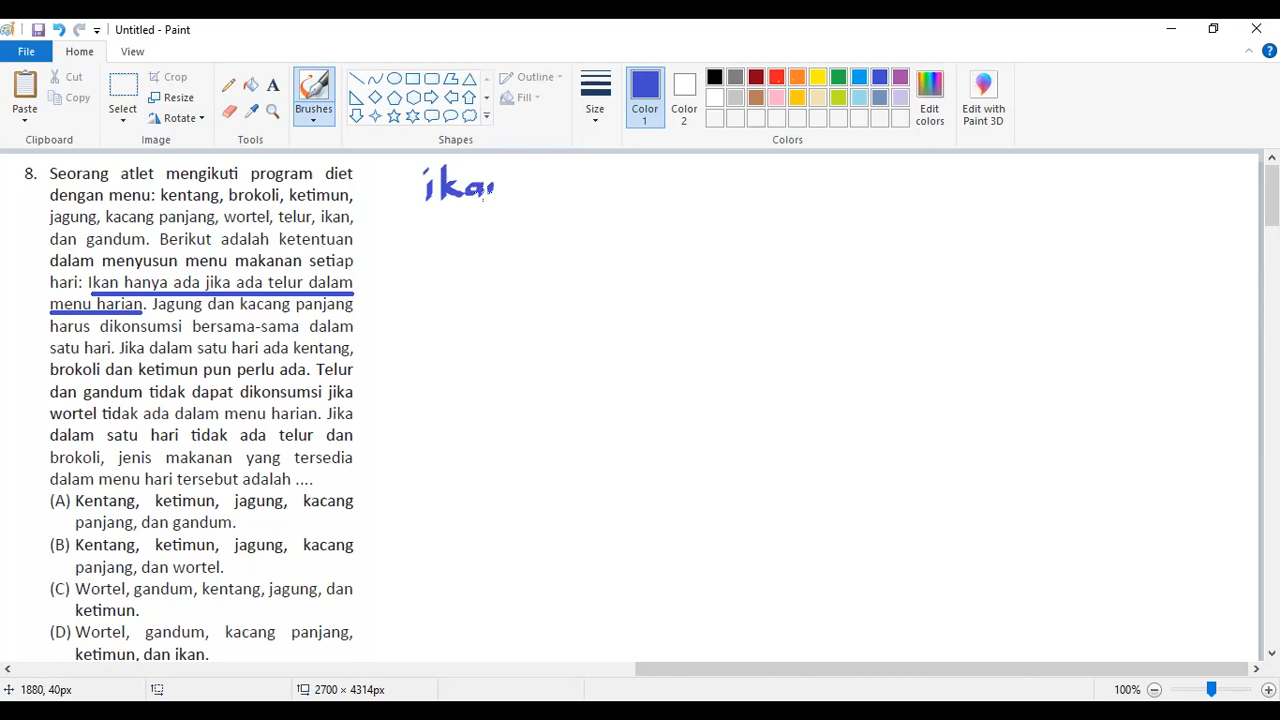 Untitled - Paint
File
Home
View
Paste
Cut
Copy
Clipboard
Select
Crop
Resize
Rotate
Image
A
Tools
Brushes
Shapes
Outline
Fill
Size
Color
1
Color
2
Edit
colors
Colors
Edit with
Paint 3D
8. Seorang atlet mengikuti program diet
dengan menu: kentang, brokoli, ketimun,
jagung, kacang panjang, wortel, telur, ikan,
dan gandum. Berikut adalah ketentuan
dalam menyusun menu makanan setiap
hari: Ikan hanya ada jika ada telur dalam
menu harian. Jagung dan kacang panjang
harus dikonsumsi bersama-sama dalam
satu hari. Jika dalam satu hari ada kentang,
brokoli dan ketimun pun perlu ada. Telur
dan gandum tidak dapat dikonsumsi jika
wortel tidak ada dalam menu harian. Jika
dalam satu hari tidak ada telur dan
brokoli, jenis makanan yang tersedia
dalam menu hari tersebut adalah ....
(A) Kentang, ketimun, jagung, kacang
panjang, dan gandum.
(B) Kentang, ketimun, jagung, kacang
panjang, dan wortel.
(C) Wortel, gandum, kentang, jagung, dan
ketimun.
(D) Wortel, gandum, kacang panjang,
ketimun, dan ikan.
1880, 40px
2700 × 4314px
100%